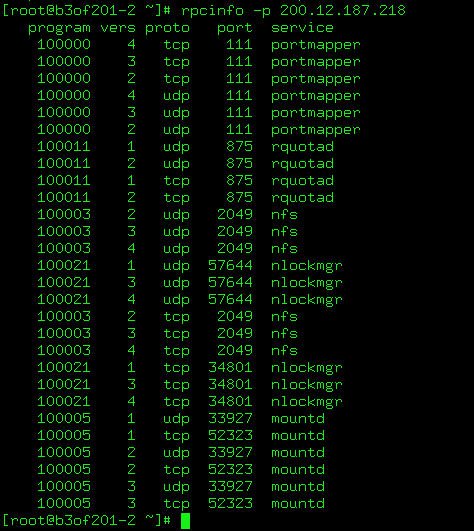 [root@b3of201-2 ~]# rpcinfo -p 200.12.187.218
program vers proto port service
100000 4 tcp 111 portmapper
100000 3 tcp 111 portmapper
100000 2 tcp 111 portmapper
100000 4 udp 111 portmapper
100000 3 udp 111 portmapper
100000 2 udp 111 portmapper
100011 1 udp 875 rquotad
100011 2 udp 875 rquotad
100011 1 tcp 875 rquotad
100011 2 tcp 875 rquotad
100003 2 udp 2049 nfs
100003 3 udp 2049 nfs
100003 4 udp 2049 nfs
100021 1 udp 57644 nlockmgr
100021 3 udp 57644 nlockmgr
100021 4 udp 57644 nlockmgr
100003 2 tcp 2049 nfs
100003 3 tcp 2049 nfs
100003 4 tcp 2049 nfs
100021 1 tcp 34801 nlockmgr
100021 3 tcp 34801 nlockmgr
100021 4 tcp 34801 nlockmgr
100005 1 udp 33927 mountd
100005 1 tcp 52323 mountd
100005 2 udp 33927 mountd
100005 2 tcp 52323 mountd
100005 3 udp 33927 mountd
100005 3 tcp 52323 mountd
[root@b3of201-2 ~]#